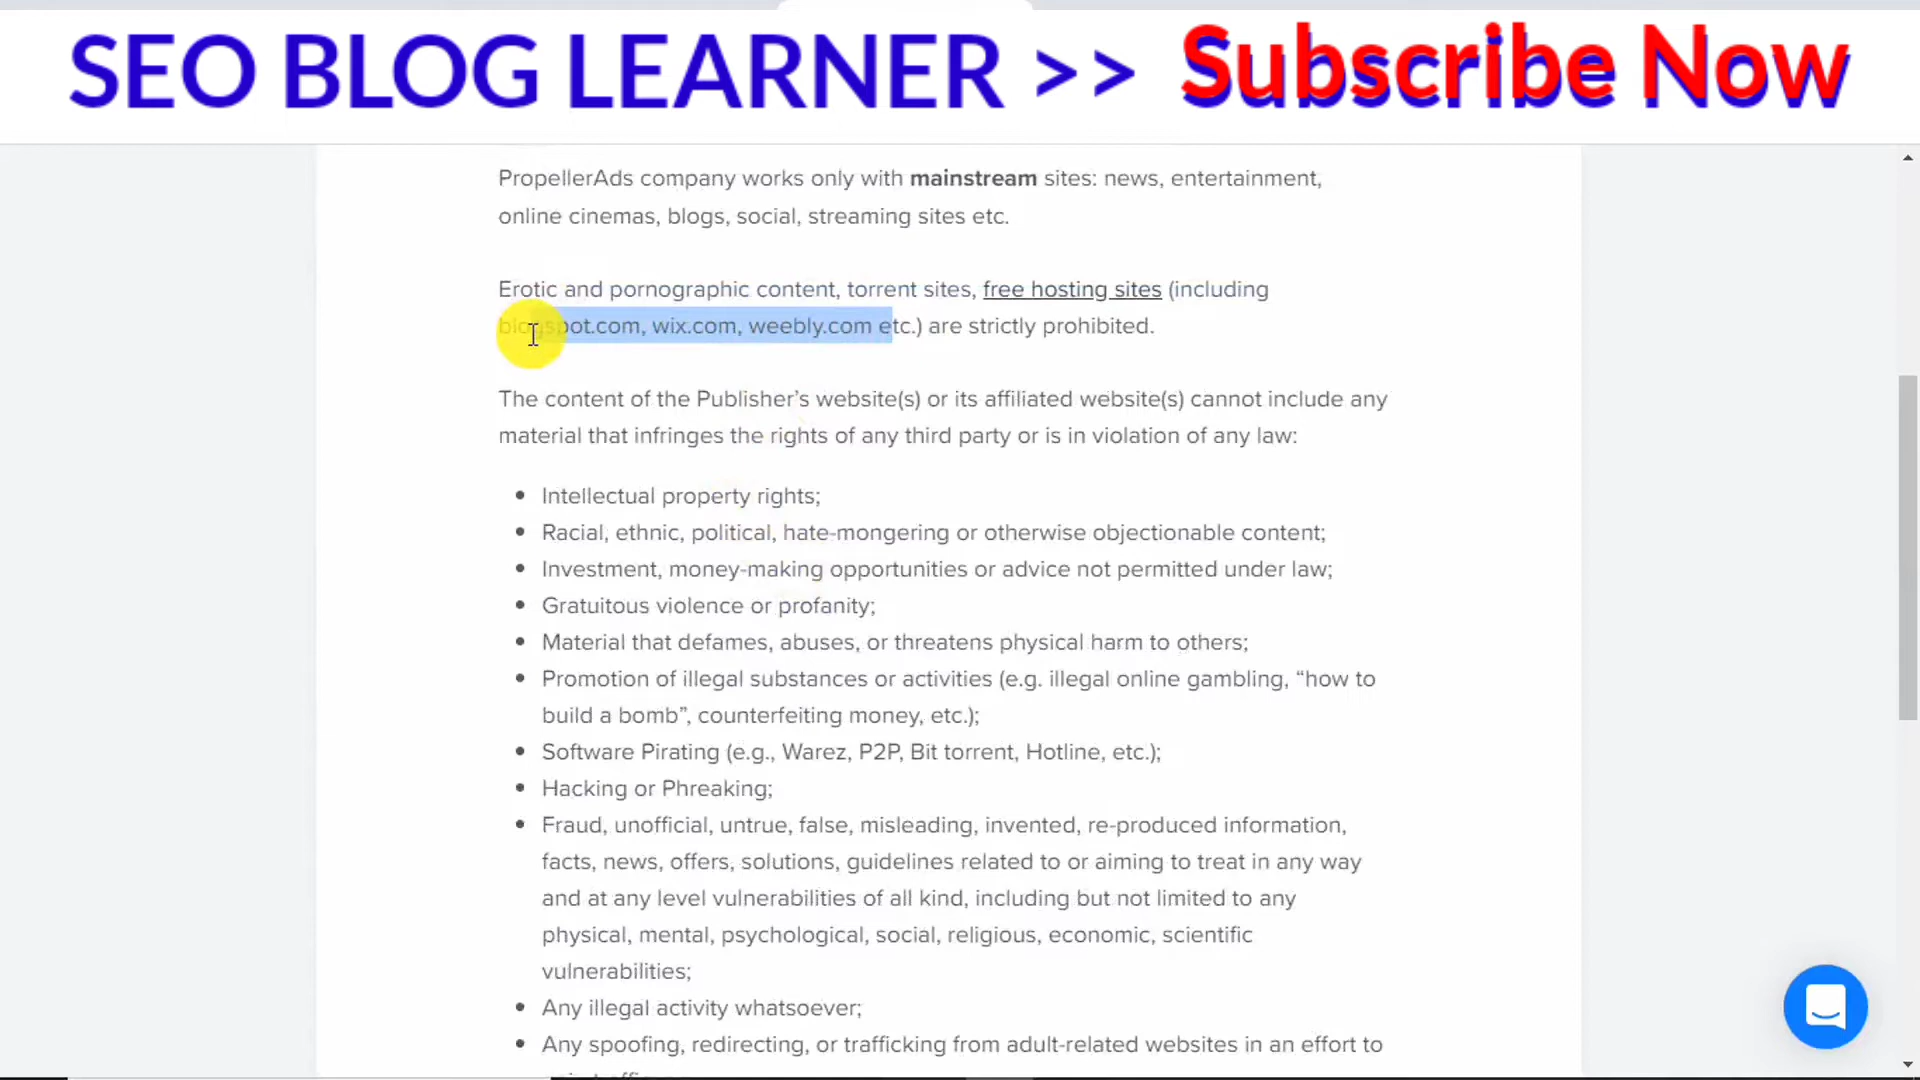 SEO BLOG LEARNER >> Subscribe Now
PropellerAds company works only with mainstream sites: news, entertainment,
online cinemas, blogs, social, streaming sites etc.
Erotic and pornographic content, torrent sites, free hosting sites (including
blogspot.com, wix.com, weebly.com etc.) are strictly prohibited.
The content of the Publisher’s website(s) or its affiliated website(s) cannot include any
material that infringes the rights of any third party or is in violation of any law:
• Intellectual property rights;
• Racial, ethnic, political, hate-mongering or otherwise objectionable content;
• Investment, money-making opportunities or advice not permitted under law;
• Gratuitous violence or profanity;
• Material that defames, abuses, or threatens physical harm to others;
• Promotion of illegal substances or activities (e.g. illegal online gambling, “how to
build a bomb”, counterfeiting money, etc.);
• Software Pirating (e.g., Warez, P2P, Bit torrent, Hotline, etc.);
• Hacking or Phreaking;
• Fraud, unofficial, untrue, false, misleading, invented, re-produced information,
facts, news, offers, solutions, guidelines related to or aiming to treat in any way
and at any level vulnerabilities of all kind, including but not limited to any
physical, mental, psychological, social, religious, economic, scientific
vulnerabilities;
• Any illegal activity whatsoever;
• Any spoofing, redirecting, or trafficking from adult-related websites in an effort to